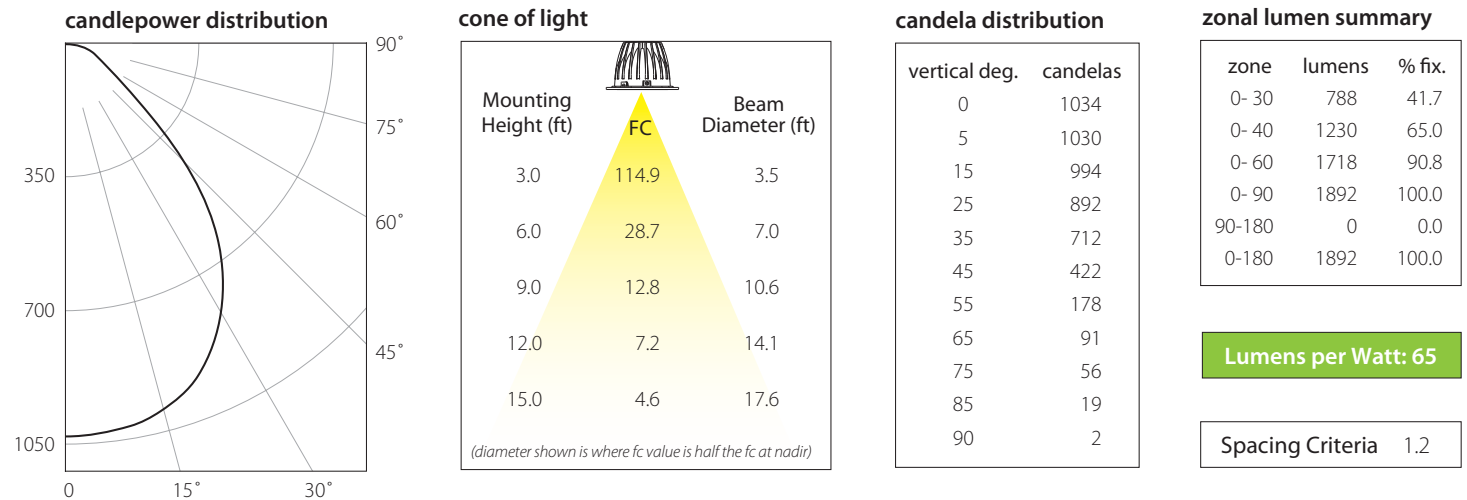 candlepower distribution
90˚
75˚
60˚
45˚
350
700
1050
0 15˚ 30˚
cone of light
Mounting Height (ft) FC Beam Diameter (ft)
3.0 114.9 3.5
6.0 28.7 7.0
9.0 12.8 10.6
12.0 7.2 14.1
15.0 4.6 17.6
(diameter shown is where fc value is half the fc at nadir)
candela distribution
vertical deg. candelas
0 1034
5 1030
15 994
25 892
35 712
45 422
55 178
65 91
75 56
85 19
90 2
zonal lumen summary
zone lumens % fix.
0- 30 788 41.7
0- 40 1230 65.0
0- 60 1718 90.8
0- 90 1892 100.0
90-180 0 0.0
0-180 1892 100.0
Lumens per Watt: 65
Spacing Criteria 1.2